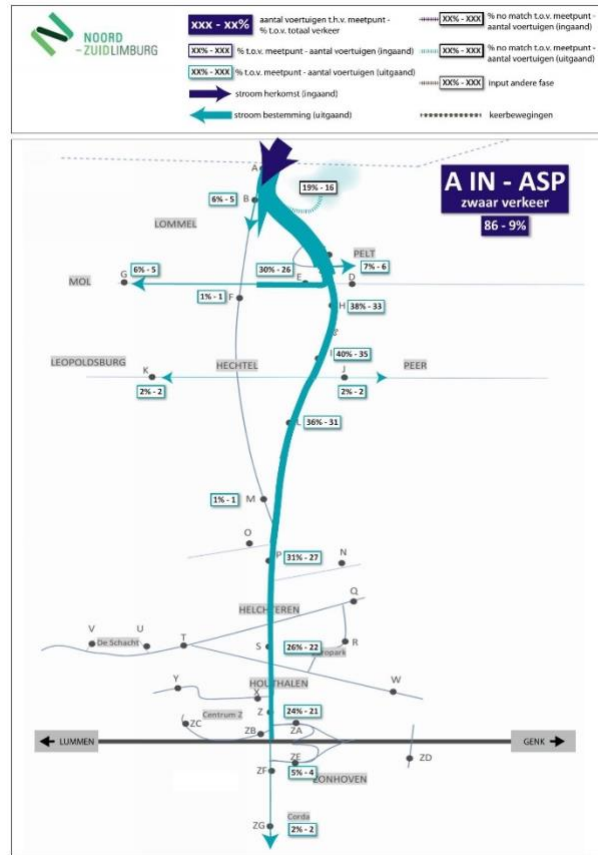 NOORD
-ZUIDLIMBURG
xxx - xx%
aantal voertuigen t.h.v. meetpunt -
% t.o.v. totaal verkeer
XX% - XXX
% t.o.v. meetpunt - aantal voertuigen (ingaand)
XX% - XXX
% t.o.v. meetpunt - aantal voertuigen (uitgaand)
stroom herkomst (ingaand)
stroom bestemming (uitgaand)
XX% - XXX
% no match t.o.v. meetpunt -
aantal voertuigen (ingaand)
XX% - XXX
% no match t.o.v. meetpunt -
aantal voertuigen (uitgaand)
XX% - XXX
input andere fase
keerbewegingen
A IN - ASP
zwaar verkeer
86 - 9%
A
19% - 16
6% - 5
B
LOMMEL
PELT
6% - 5
30% - 26
7% - 6
MOL
G
E
D
1% - 1
F
H
38% - 33
I
40% - 35
LEOPOLDSBURG
K
HECHTEL
J
PEER
2% - 2
2% - 2
L
36% - 31
1% - 1
M
O
P
31% - 27
N
Q
HELCHTEREN
V
U
De Schacht
T
S
26% - 22
R
HOUTHALEN
Y
X
W
ZC
Centrum Z
Z
24% - 21
ZB
ZA
LUMMEN
GENK
ZE
ZD
ZF
5% - 4
ZONHOVEN
Corda
ZG
2% - 2